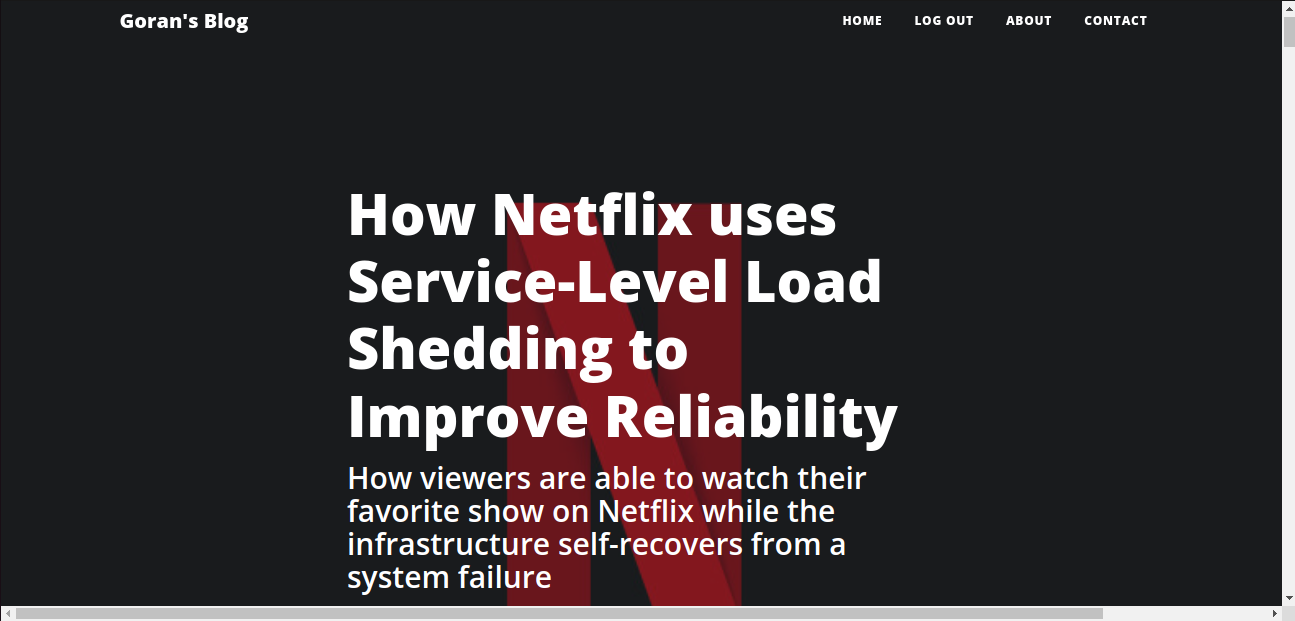 Goran's Blog
HOME LOG OUT ABOUT CONTACT
How Netflix uses
Service-Level Load
Shedding to
Improve Reliability
How viewers are able to watch their
favorite show on Netflix while the
infrastructure self-recovers from a
system failure